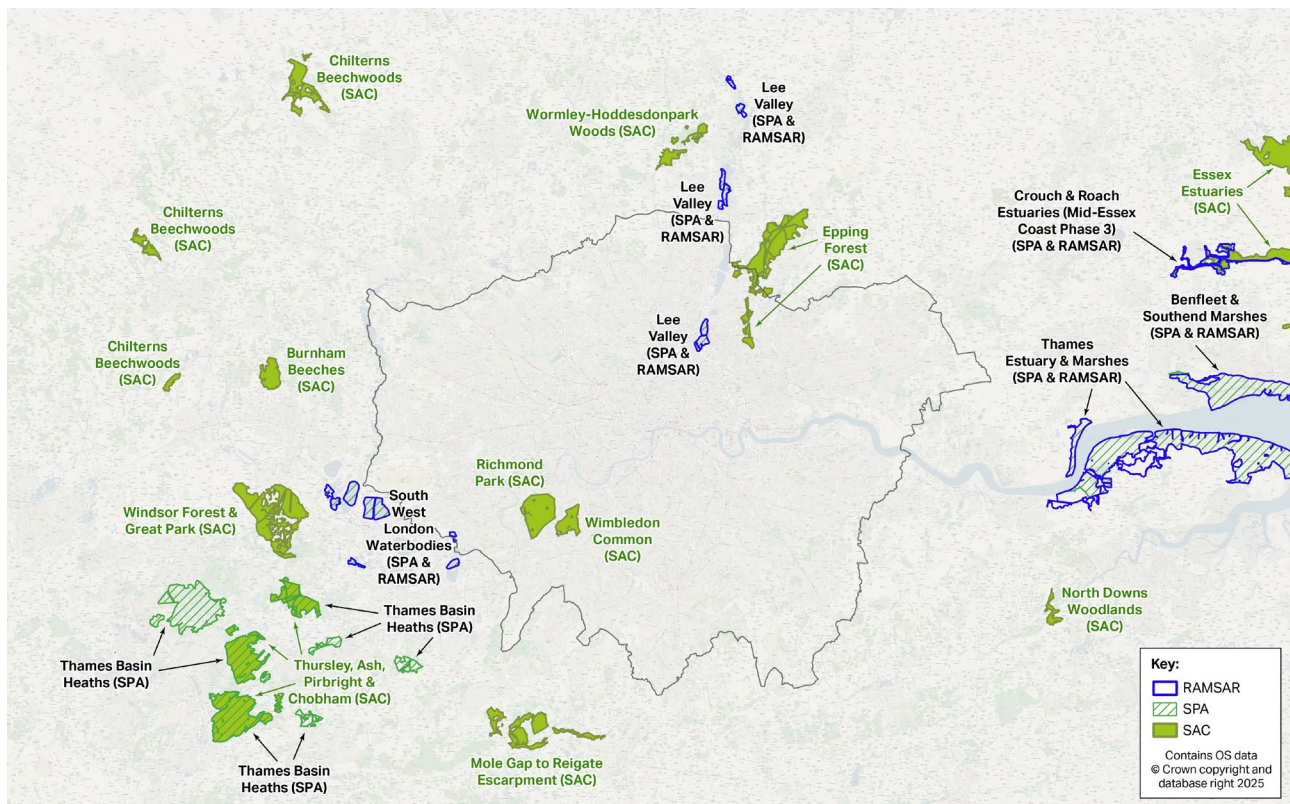 Chilterns
Beechwoods
(SAC)
Wormley-Hoddesdonpark
Woods (SAC)
Lee
Valley
(SPA &
RAMSAR)
Lee
Valley
(SPA &
RAMSAR)
Essex
Estuaries
(SAC)
Crouch & Roach
Estuaries (Mid-Essex
Coast Phase 3)
(SPA & RAMSAR)
Chilterns
Beechwoods
(SAC)
Epping
Forest
(SAC)
Benfleet &
Southend Marshes
(SPA & RAMSAR)
Lee
Valley
(SPA &
RAMSAR)
Chilterns
Beechwoods
(SAC)
Burnham
Beeches
(SAC)
Thames
Estuary & Marshes
(SPA & RAMSAR)
Richmond
Park (SAC)
Windsor Forest &
Great Park (SAC)
South
West
London
Waterbodies
(SPA &
RAMSAR)
Wimbledon
Common
(SAC)
North Downs
Woodlands
(SAC)
Thames Basin
Heaths (SPA)
Thames Basin
Heaths (SPA)
Thursley, Ash,
Pirbright &
Chobham (SAC)
Thames Basin
Heaths (SPA)
Mole Gap to Reigate
Escarpment (SAC)
Key:
RAMSAR
SPA
SAC
Contains OS data
© Crown copyright and
database right 2025